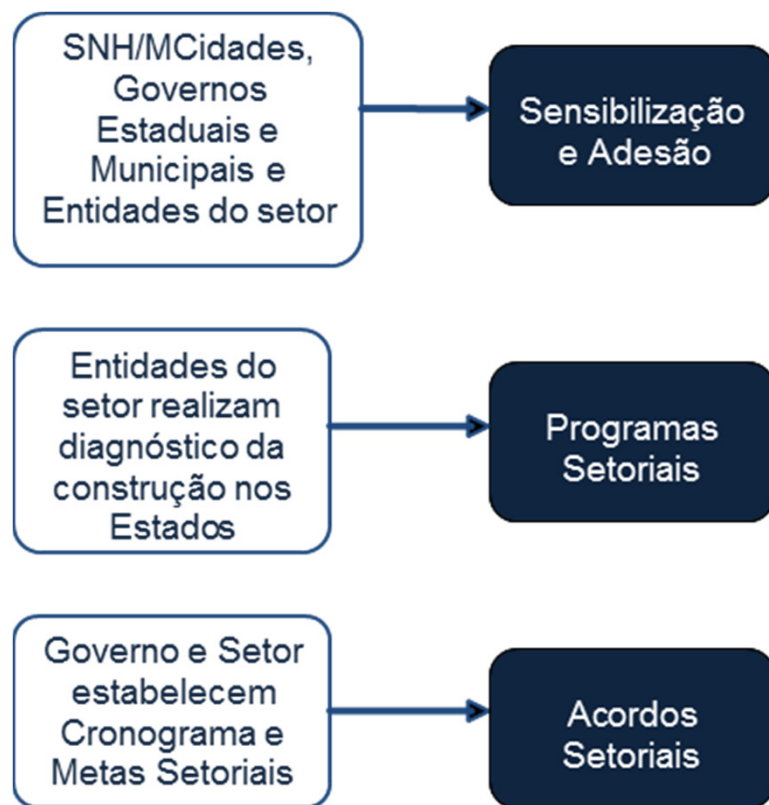 SNH/MCidades,
Governos
Estaduais e
Municipais e
Entidades do setor
Sensibilização
e Adesão
Entidades do
setor realizam
diagnóstico da
construção nos
Estados
Programas
Setoriais
Governo e Setor
estabelecem
Cronograma e
Metas Setoriais
Acordos
Setoriais